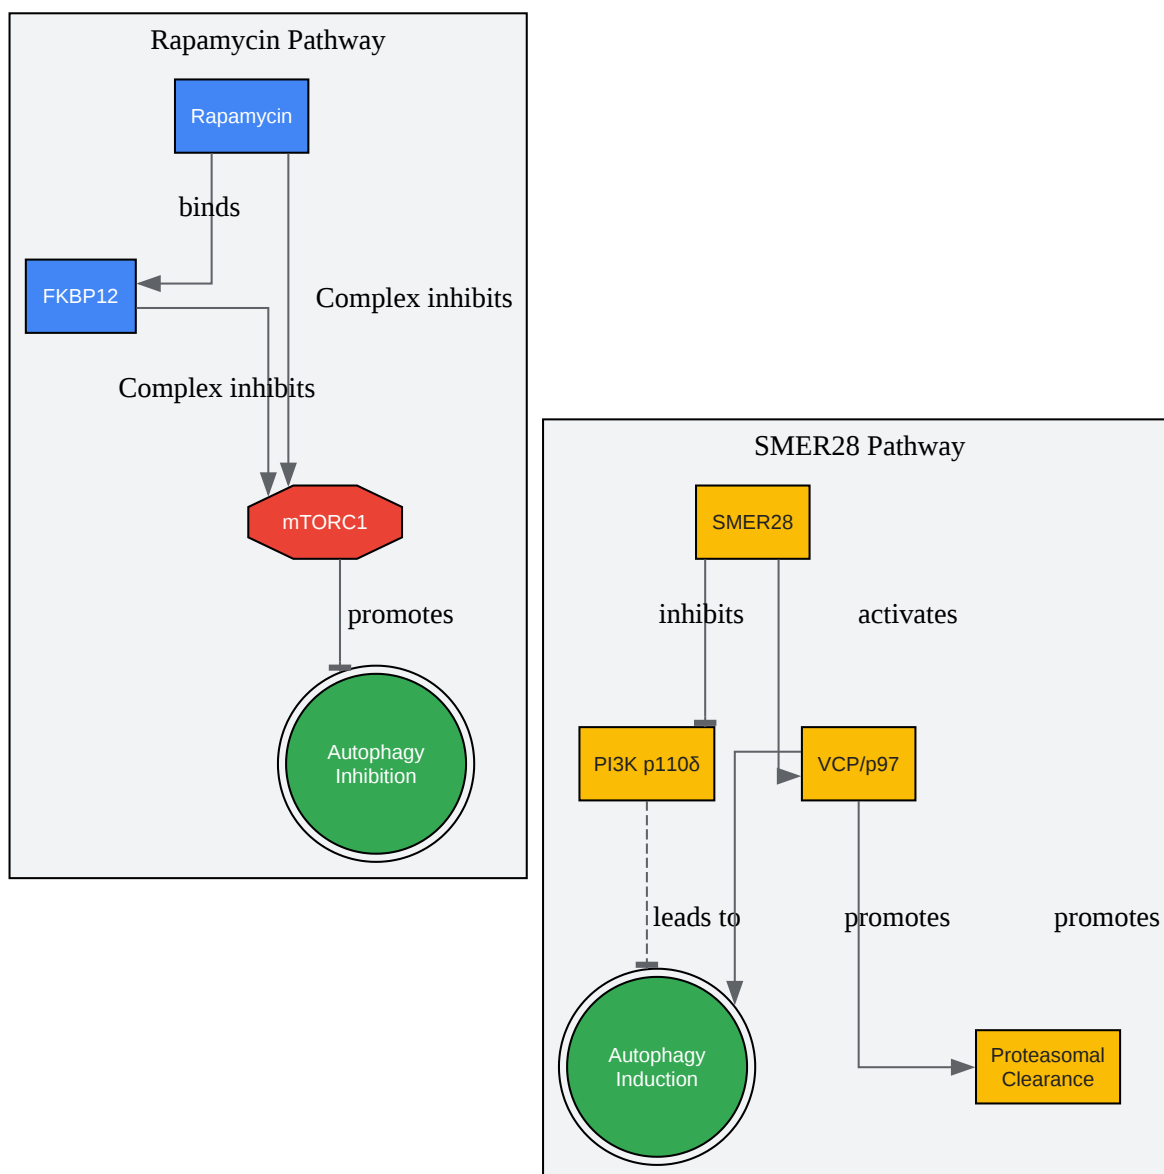 Rapamycin Pathway
Rapamycin
binds
FKBP12
Complex inhibits
Complex inhibits
mTORC1
promotes
Autophagy
Inhibition
SMER28 Pathway
SMER28
inhibits
activates
PI3K p110δ
VCP/p97
leads to
promotes
promotes
Autophagy
Induction
Proteasomal
Clearance